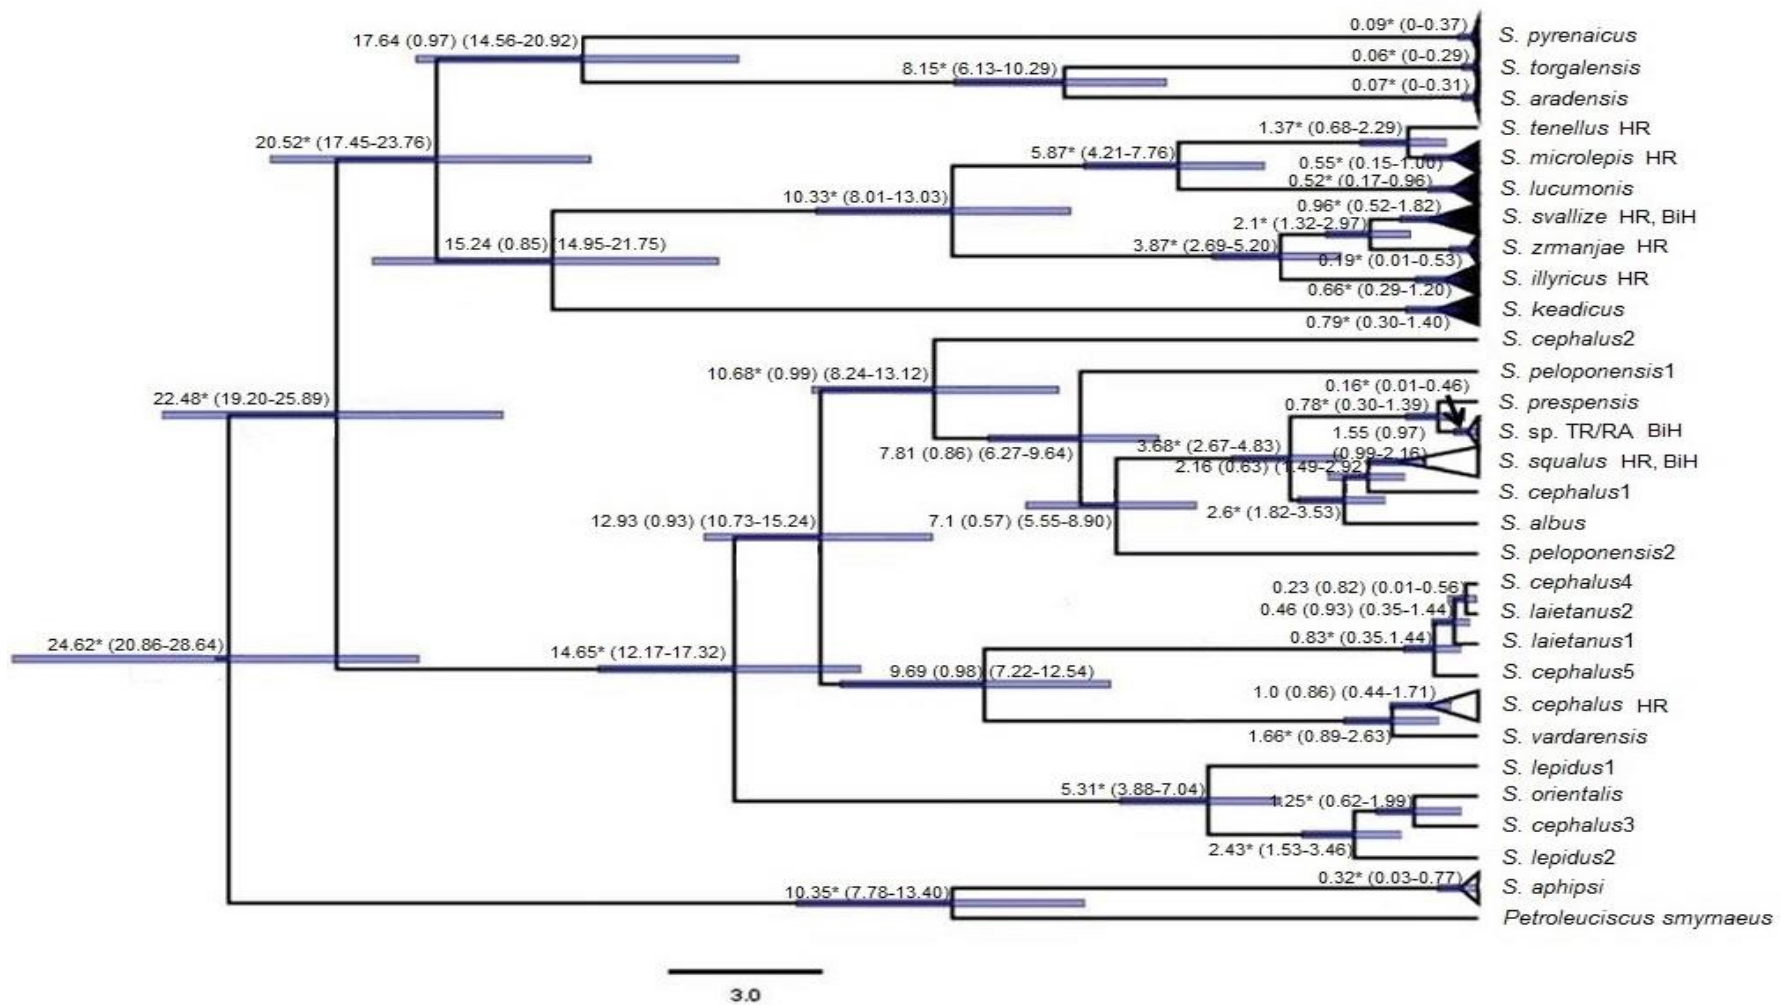 0.09* (0-0.37)
S. pyrenaicus
17.64 (0.97) (14.56-20.92)
0.06* (0-0.29)
S. torgalensis
8.15* (6.13-10.29)
0.07* (0-0.31)
S. aradensis
1.37* (0.68-2.29)
S. tenellus HR
20.52* (17.45-23.76)
5.87* (4.21-7.76)
0.55* (0.15-1.00)
S. microlepis HR
0.52* (0.17-0.96)
S. lucumonis
10.33* (8.01-13.03)
0.96* (0.52-1.82)
S. svallize HR, BiH
2.1* (1.32-2.97)
15.24 (0.85) (14.95-21.75)
3.87* (2.69-5.20)
S. zrmanjae HR
0.19* (0.01-0.53)
S. illyricus HR
0.66* (0.29-1.20)
S. keadicus
0.79* (0.30-1.40)
S. cephalus2
10.68* (0.99) (8.24-13.12)
S. peloponensis1
0.16* (0.01-0.46)
22.48* (19.20-25.89)
0.78* (0.30-1.39)
S. prespensis
1.55 (0.97)
S. sp. TR/RA BiH
3.68* (2.67-4.83)
7.81 (0.86) (6.27-9.64)
(0.99-2.16)
S. squalus HR, BiH
2.16 (0.63) (1.49-2.92)
S. cephalus1
2.6* (1.82-3.53)
12.93 (0.93) (10.73-15.24)
7.1 (0.57) (5.55-8.90)
S. albus
S. peloponensis2
0.23 (0.82) (0.01-0.56)
S. cephalus4
0.46 (0.93) (0.35-1.44)
S. laietanus2
24.62* (20.86-28.64)
14.65* (12.17-17.32)
0.83* (0.35.1.44)
S. laietanus1
9.69 (0.98) (7.22-12.54)
S. cephalus5
1.0 (0.86) (0.44-1.71)
S. cephalus HR
1.66* (0.89-2.63)
S. vardarensis
S. lepidus1
5.31* (3.88-7.04)
1.25* (0.62-1.99)
S. orientalis
S. cephalus3
2.43* (1.53-3.46)
S. lepidus2
10.35* (7.78-13.40)
0.32* (0.03-0.77)
S. aphipsi
Petroleuciscus smyrnaeus
3.0